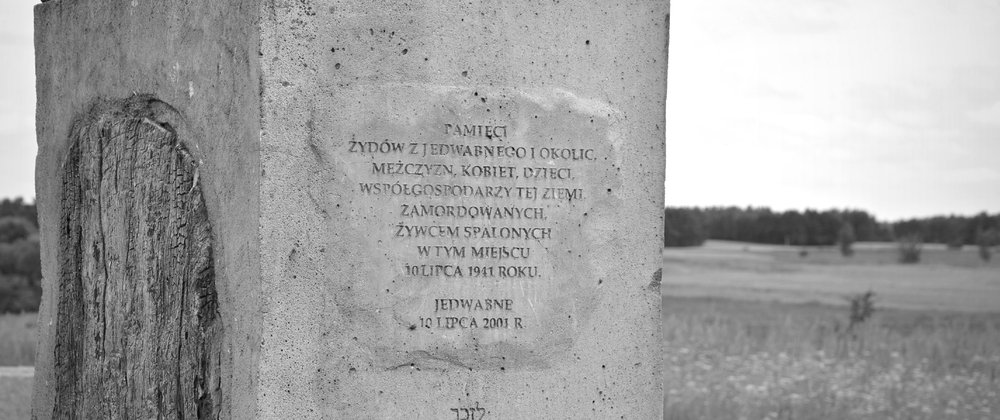 PAMIĘCI
ŻYDÓW Z JEDWABNEGO I OKOLIC,
MĘŻCZYZN, KOBIET, DZIECI,
WSPÓŁGOSPODARZY TEJ ZIEMI,
ZAMORDOWANYCH,
ŻYWCEM SPALONYCH
W TYM MIEJSCU
10 LIPCA 1941 ROKU.
JEDWABNE
10 LIPCA 2001 R
לזכר